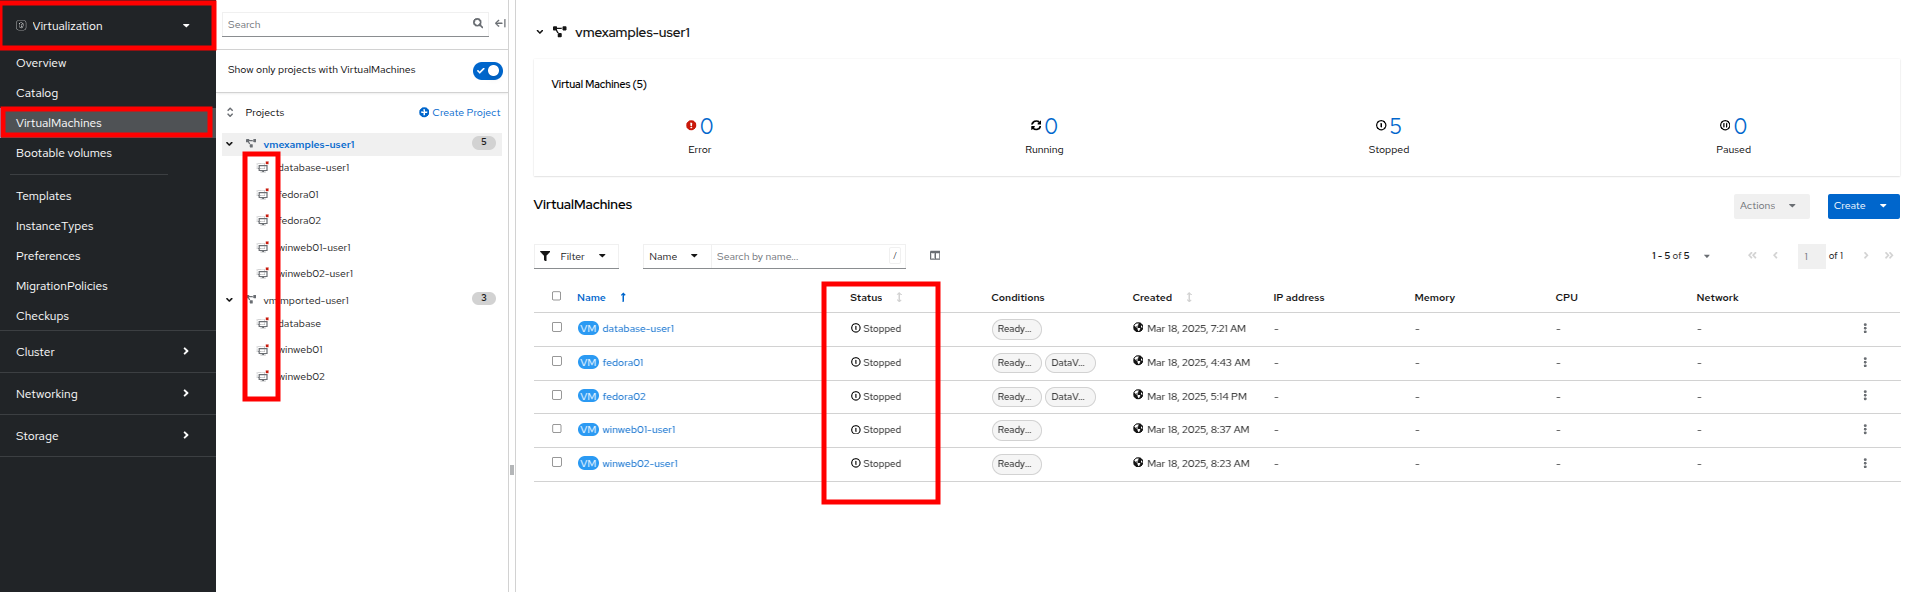 Virtualization
Overview
Catalog
VirtualMachines
Bootable volumes
Templates
InstanceTypes
Preferences
MigrationPolicies
Checkups
Cluster
Networking
Storage
Search
Show only projects with VirtualMachines
Projects Create Project
vmexamples-user1 5
database-user1
fedora01
fedora02
winweb01-user1
winweb02-user1
vmimported-user1 3
database
winweb01
winweb02
vmexamples-user1
Virtual Machines (5)
0 0 5 0
Error Running Stopped Paused
VirtualMachines
Actions Create
Filter Name Search by name... / 1 - 5 of 5 1 of 1
Name Status Conditions Created IP address Memory CPU Network
VM database-user1 Stopped Ready... Mar 18, 2025, 7:21 AM - - - -
VM fedora01 Stopped Ready... DataV... Mar 18, 2025, 4:43 AM - - - -
VM fedora02 Stopped Ready... DataV... Mar 18, 2025, 5:14 PM - - - -
VM winweb01-user1 Stopped Ready... Mar 18, 2025, 8:37 AM - - - -
VM winweb02-user1 Stopped Ready... Mar 18, 2025, 8:23 AM - - - -